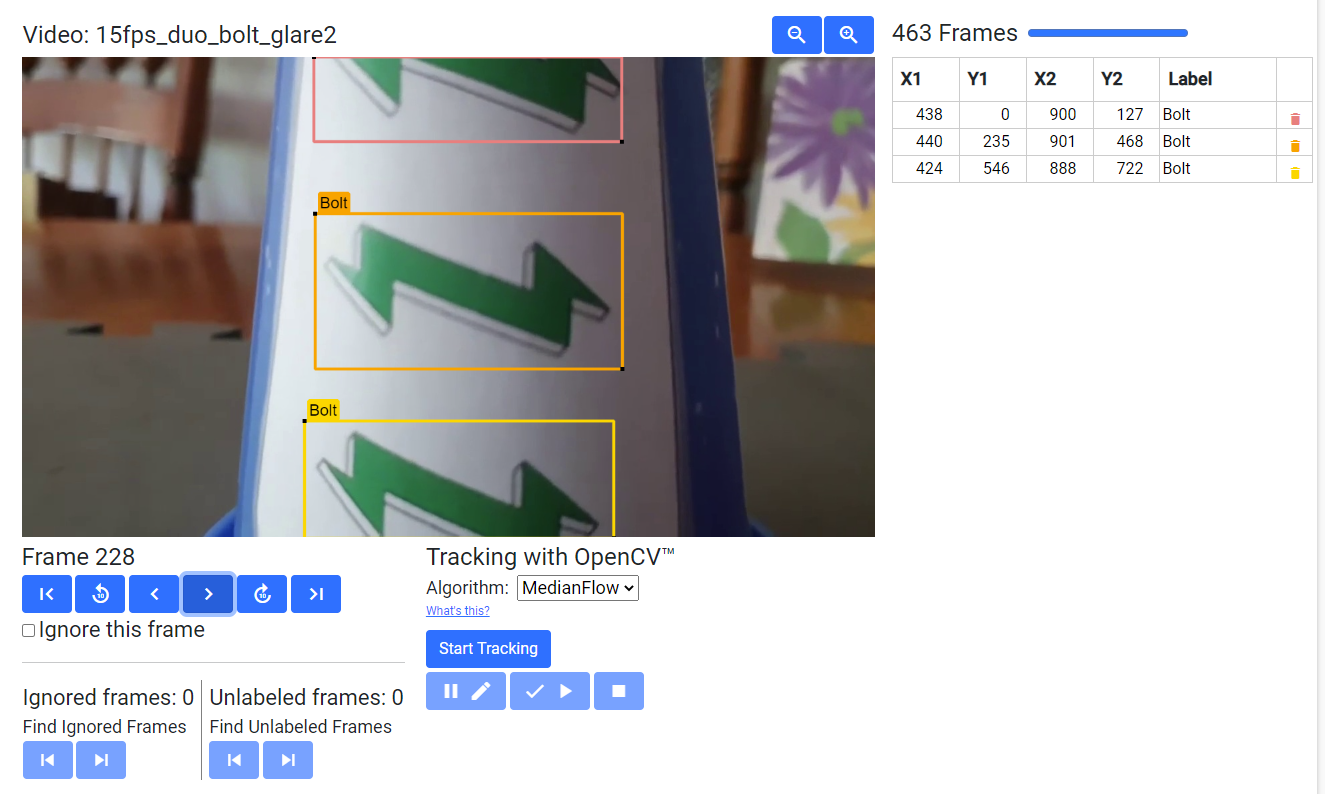 Video: 15fps_duo_bolt_glare2
463 Frames
X1 Y1 X2 Y2 Label
438 0 900 127 Bolt
440 235 901 468 Bolt
424 546 888 722 Bolt
Bolt
Bolt
Frame 228
10
10
Ignore this frame
Ignored frames: 0
Find Ignored Frames
Unlabeled frames: 0
Find Unlabeled Frames
Tracking with OpenCV™
Algorithm: MedianFlow
What's this?
Start Tracking